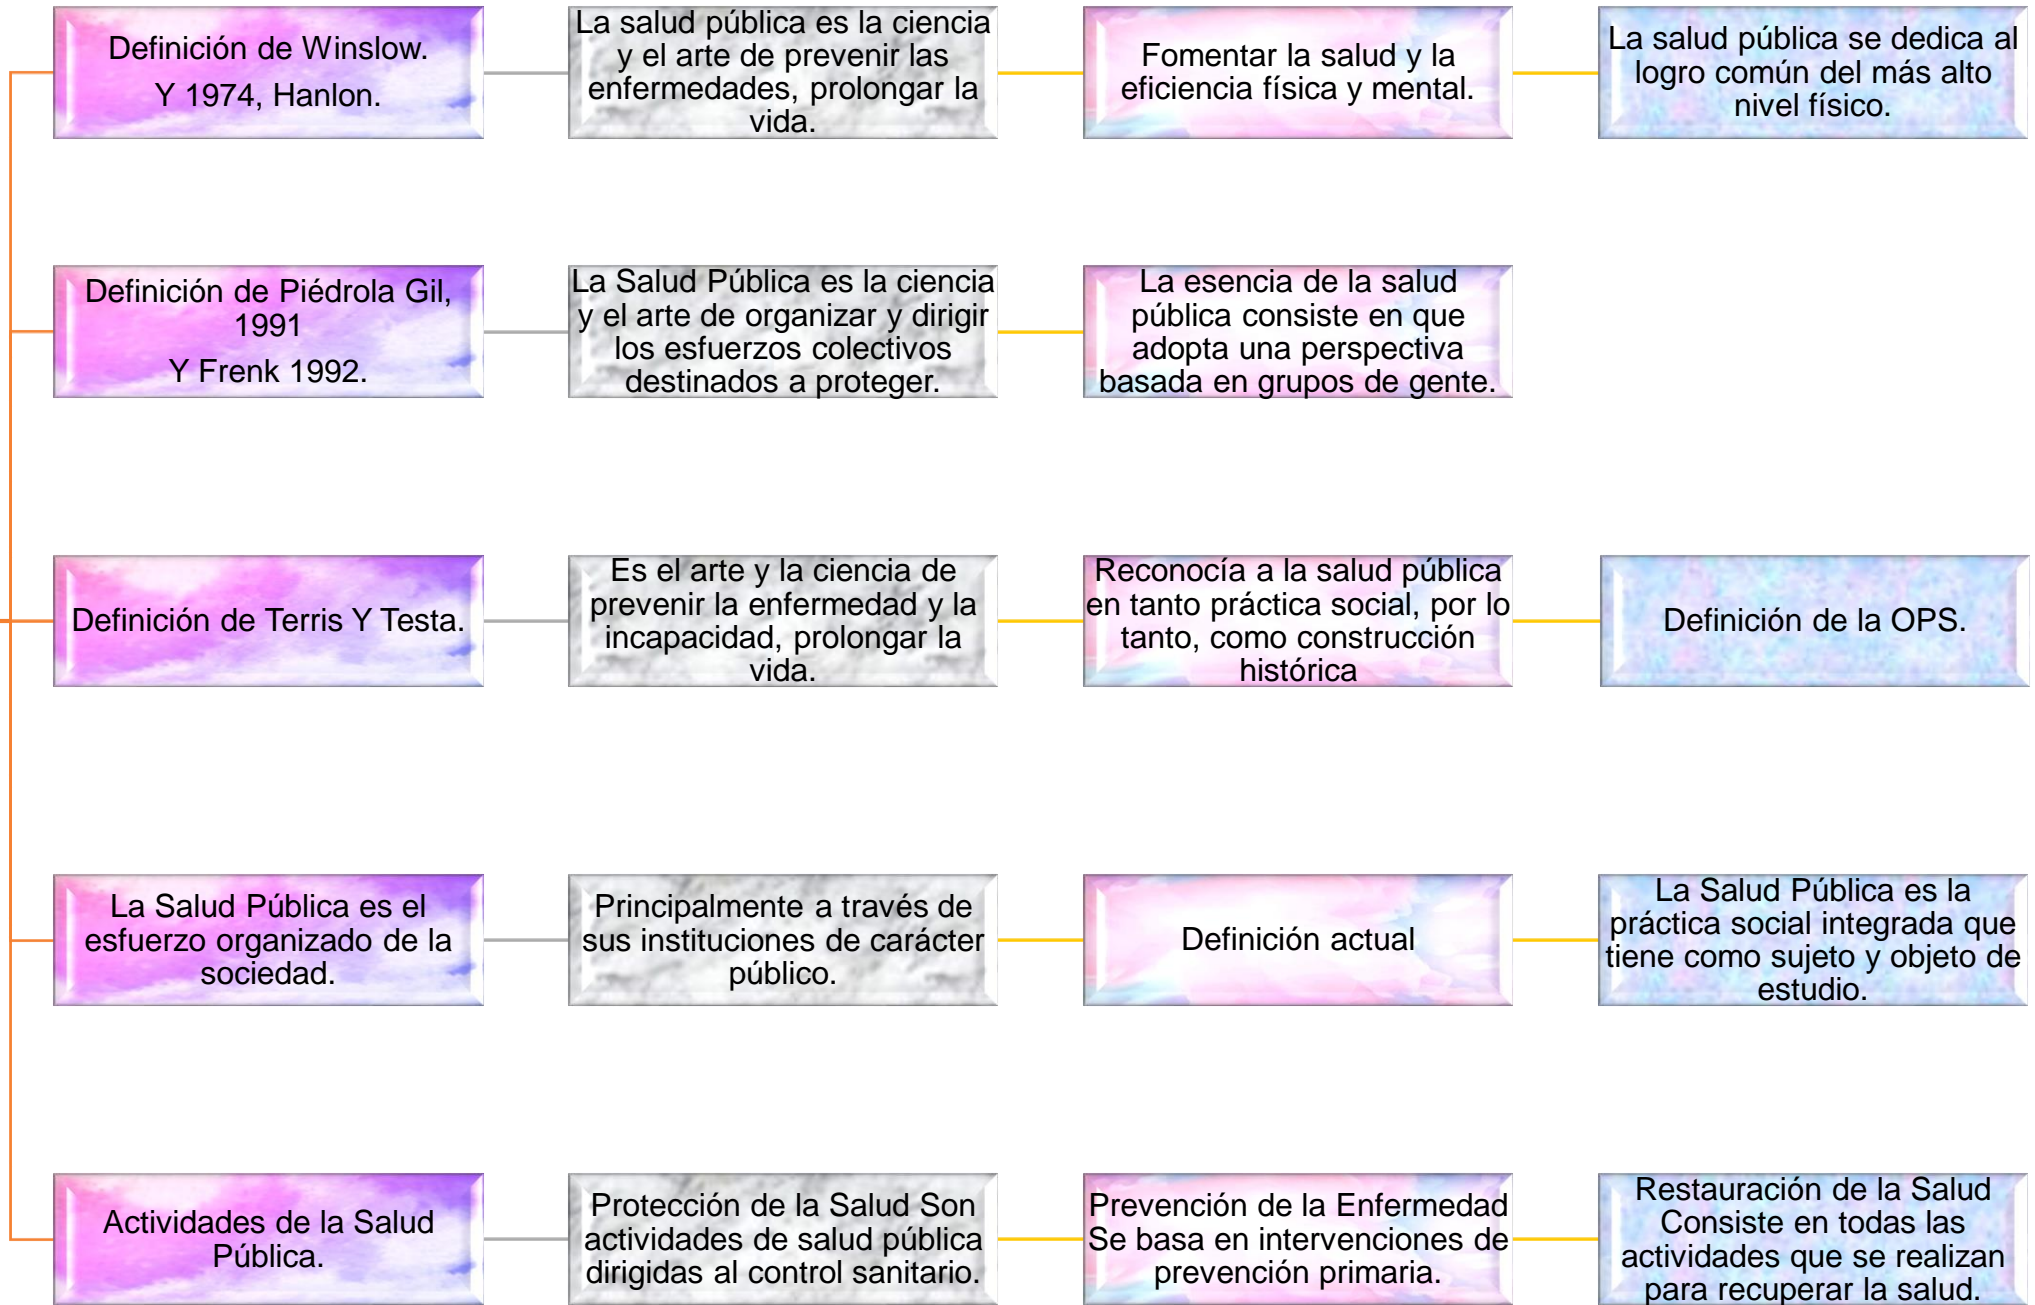 Definición de Winslow.
Y 1974, Hanlon.
La salud pública es la ciencia
y el arte de prevenir las
enfermedades, prolongar la
vida.
Fomentar la salud y la
eficiencia física y mental.
La salud pública se dedica al
logro común del más alto
nivel físico.
Definición de Piédrola Gil,
1991
Y Frenk 1992.
La Salud Pública es la ciencia
y el arte de organizar y dirigir
los esfuerzos colectivos
destinados a proteger.
La esencia de la salud
pública consiste en que
adopta una perspectiva
basada en grupos de gente.
Definición de Terris Y Testa.
Es el arte y la ciencia de
prevenir la enfermedad y la
incapacidad, prolongar la
vida.
Reconocía a la salud pública
en tanto práctica social, por lo
tanto, como construcción
histórica
Definición de la OPS.
La Salud Pública es el
esfuerzo organizado de la
sociedad.
Principalmente a través de
sus instituciones de carácter
público.
Definición actual
La Salud Pública es la
práctica social integrada que
tiene como sujeto y objeto de
estudio.
Actividades de la Salud
Pública.
Protección de la Salud Son
actividades de salud pública
dirigidas al control sanitario.
Prevención de la Enfermedad
Se basa en intervenciones de
prevención primaria.
Restauración de la Salud
Consiste en todas las
actividades que se realizan
para recuperar la salud.